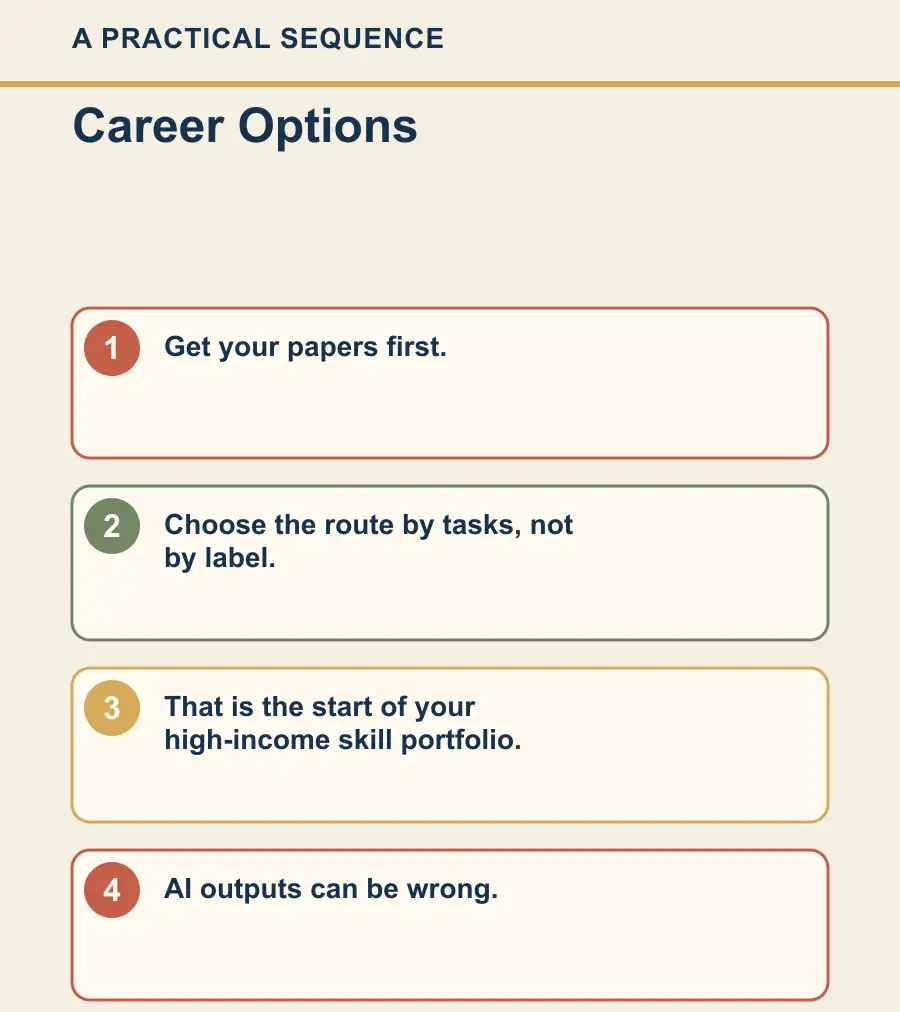 A PRACTICAL SEQUENCE
Career Options
1
Get your papers first.
2
Choose the route by tasks, not
by label.
3
That is the start of your
high-income skill portfolio.
4
AI outputs can be wrong.